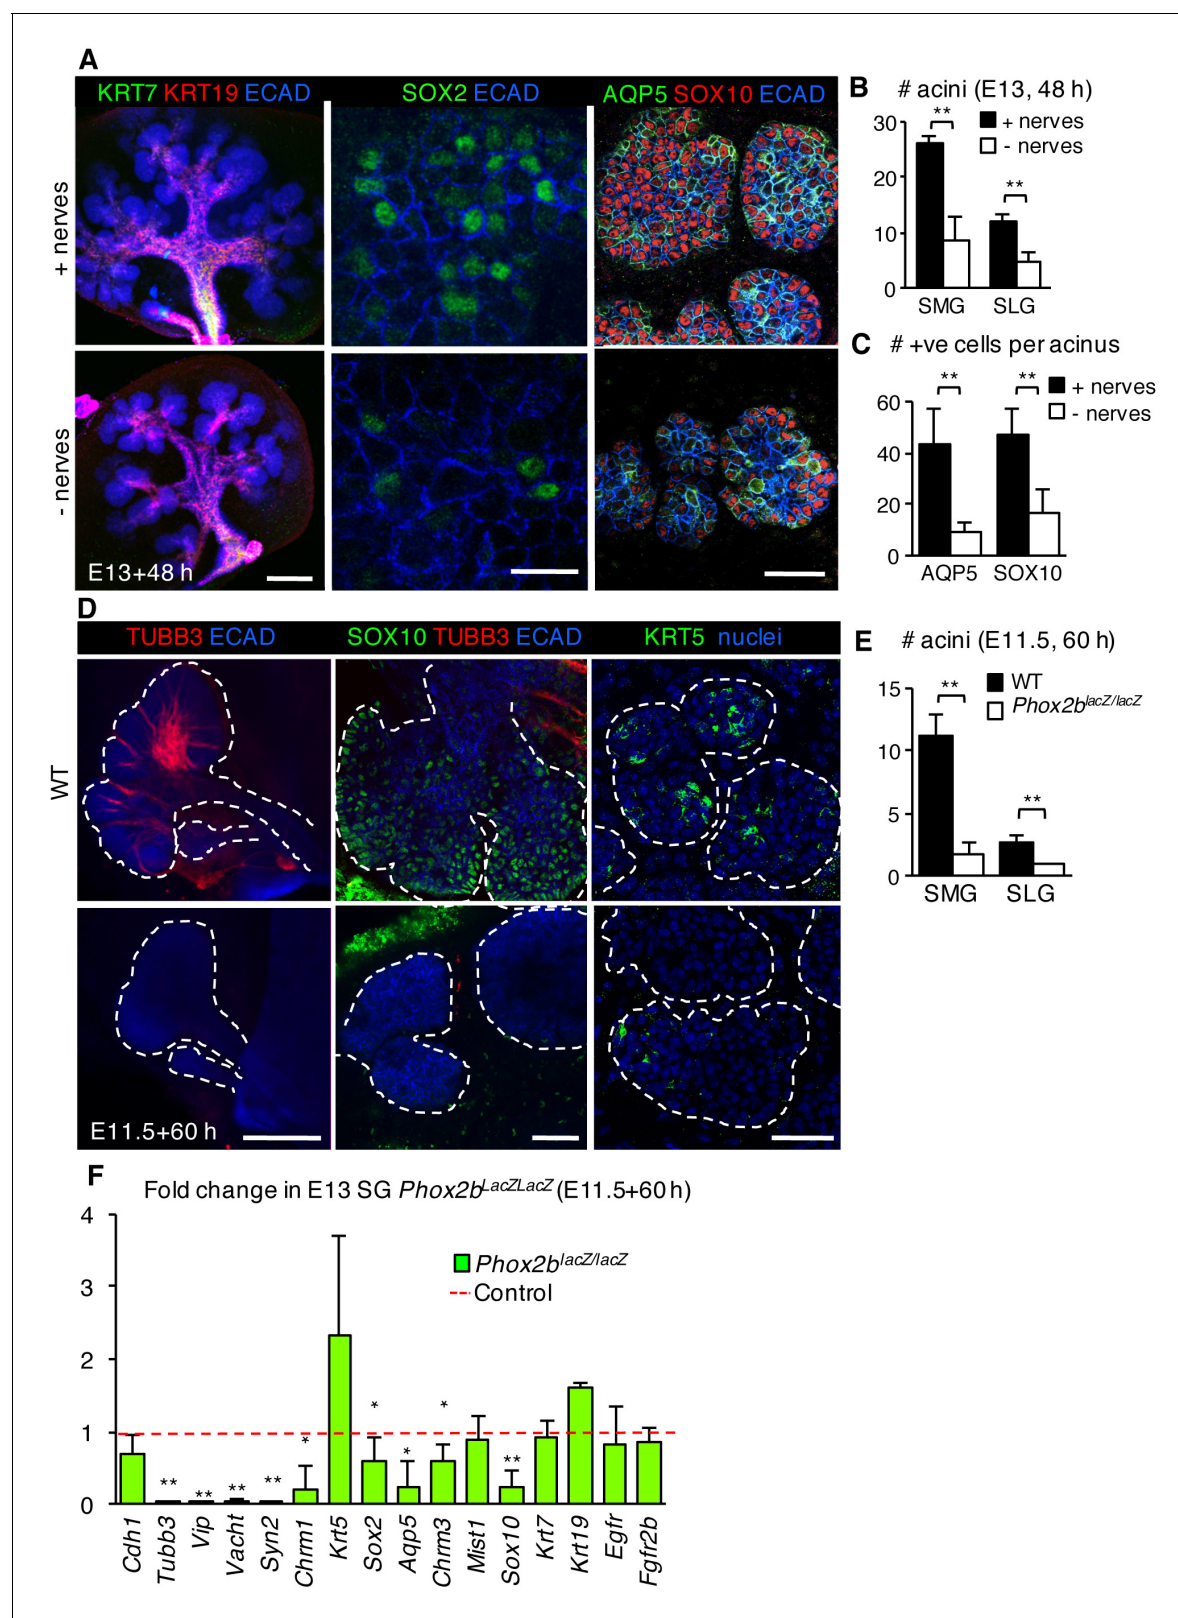 A
KRT7 KRT19 ECAD
SOX2 ECAD
AQP5 SOX10 ECAD
+ nerves
- nerves
E13+48 h
B
# acini (E13, 48 h)
**
+ nerves
- nerves
**
30
20
10
0
SMG
SLG
C
# +ve cells per acinus
**
**
+ nerves
- nerves
60
40
20
0
AQP5
SOX10
D
TUBB3 ECAD
SOX10 TUBB3 ECAD
KRT5 nuclei
WT
E11.5+60 h
E
# acini (E11.5, 60 h)
**
WT
Phox2b lacZ/lacZ
**
15
10
5
0
SMG
SLG
F
Fold change in E13 SG Phox2b LacZLacZ (E11.5+60 h)
Phox2b lacZ/lacZ
Control
4
3
2
1
0
**
**
**
**
*
*
*
*
**
Cdh1
Tubb3
Vip
Vacht
Syn2
Chrm1
Krt5
Sox2
Aqp5
Chrm3
Mist1
Sox10
Krt7
Krt19
Egfr
Fgfr2b